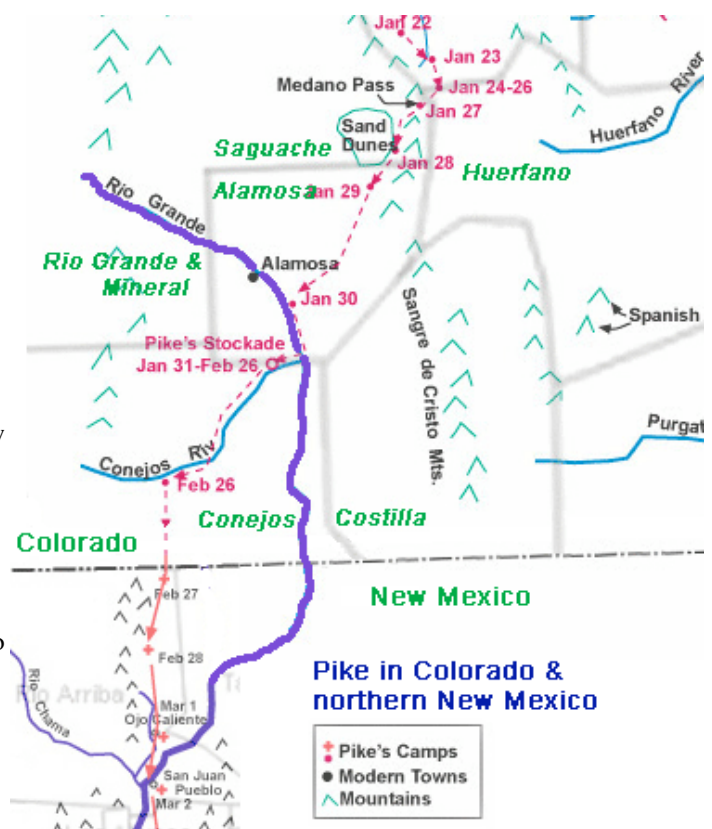 Jan 22
Jan 23
Medano Pass
Jan 24-26
Jan 27
Huerfano River
Sand
Dunes
Saguache
Jan 28
Huerfano
Alamosa
Jan 29
Rio Grande
Rio Grande &
Mineral
Alamosa
Jan 30
Sangre de Cristo Mts.
Spanish
Pike's Stockade
Jan 31-Feb 26
Purgat
Conejos Riv
Feb 26
Conejos
Costilla
Colorado
New Mexico
Feb 27
Feb 28
Rio Arriba
Ta
Rio Chama
Mar 1
Ojo Caliente
San Juan
Pueblo
Mar 2
Pike in Colorado &
northern New Mexico
Pike's Camps
Modern Towns
Mountains